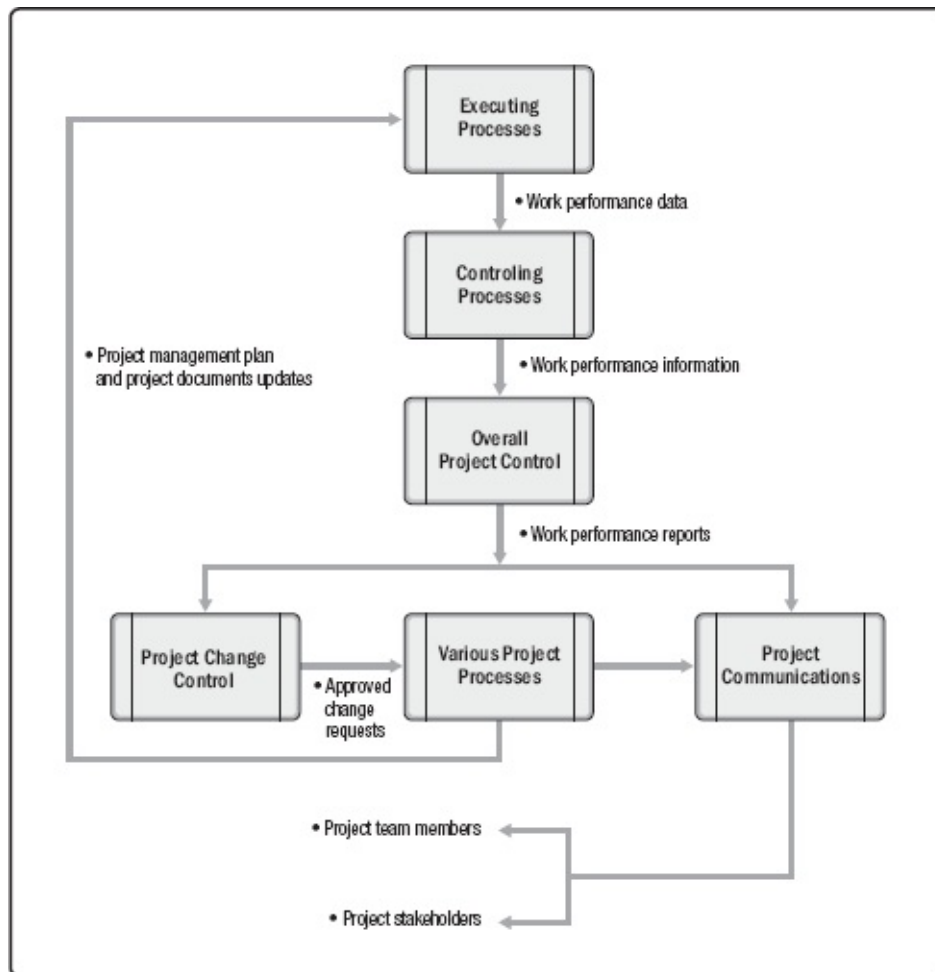 Executing
Processes
• Work performance data
Controling
Processes
• Project management plan
and project documents updates
• Work performance information
Overall
Project Control
• Work performance reports
Project Change
Control
• Approved
change
requests
Various Project
Processes
Project
Communications
• Project team members
• Project stakeholders